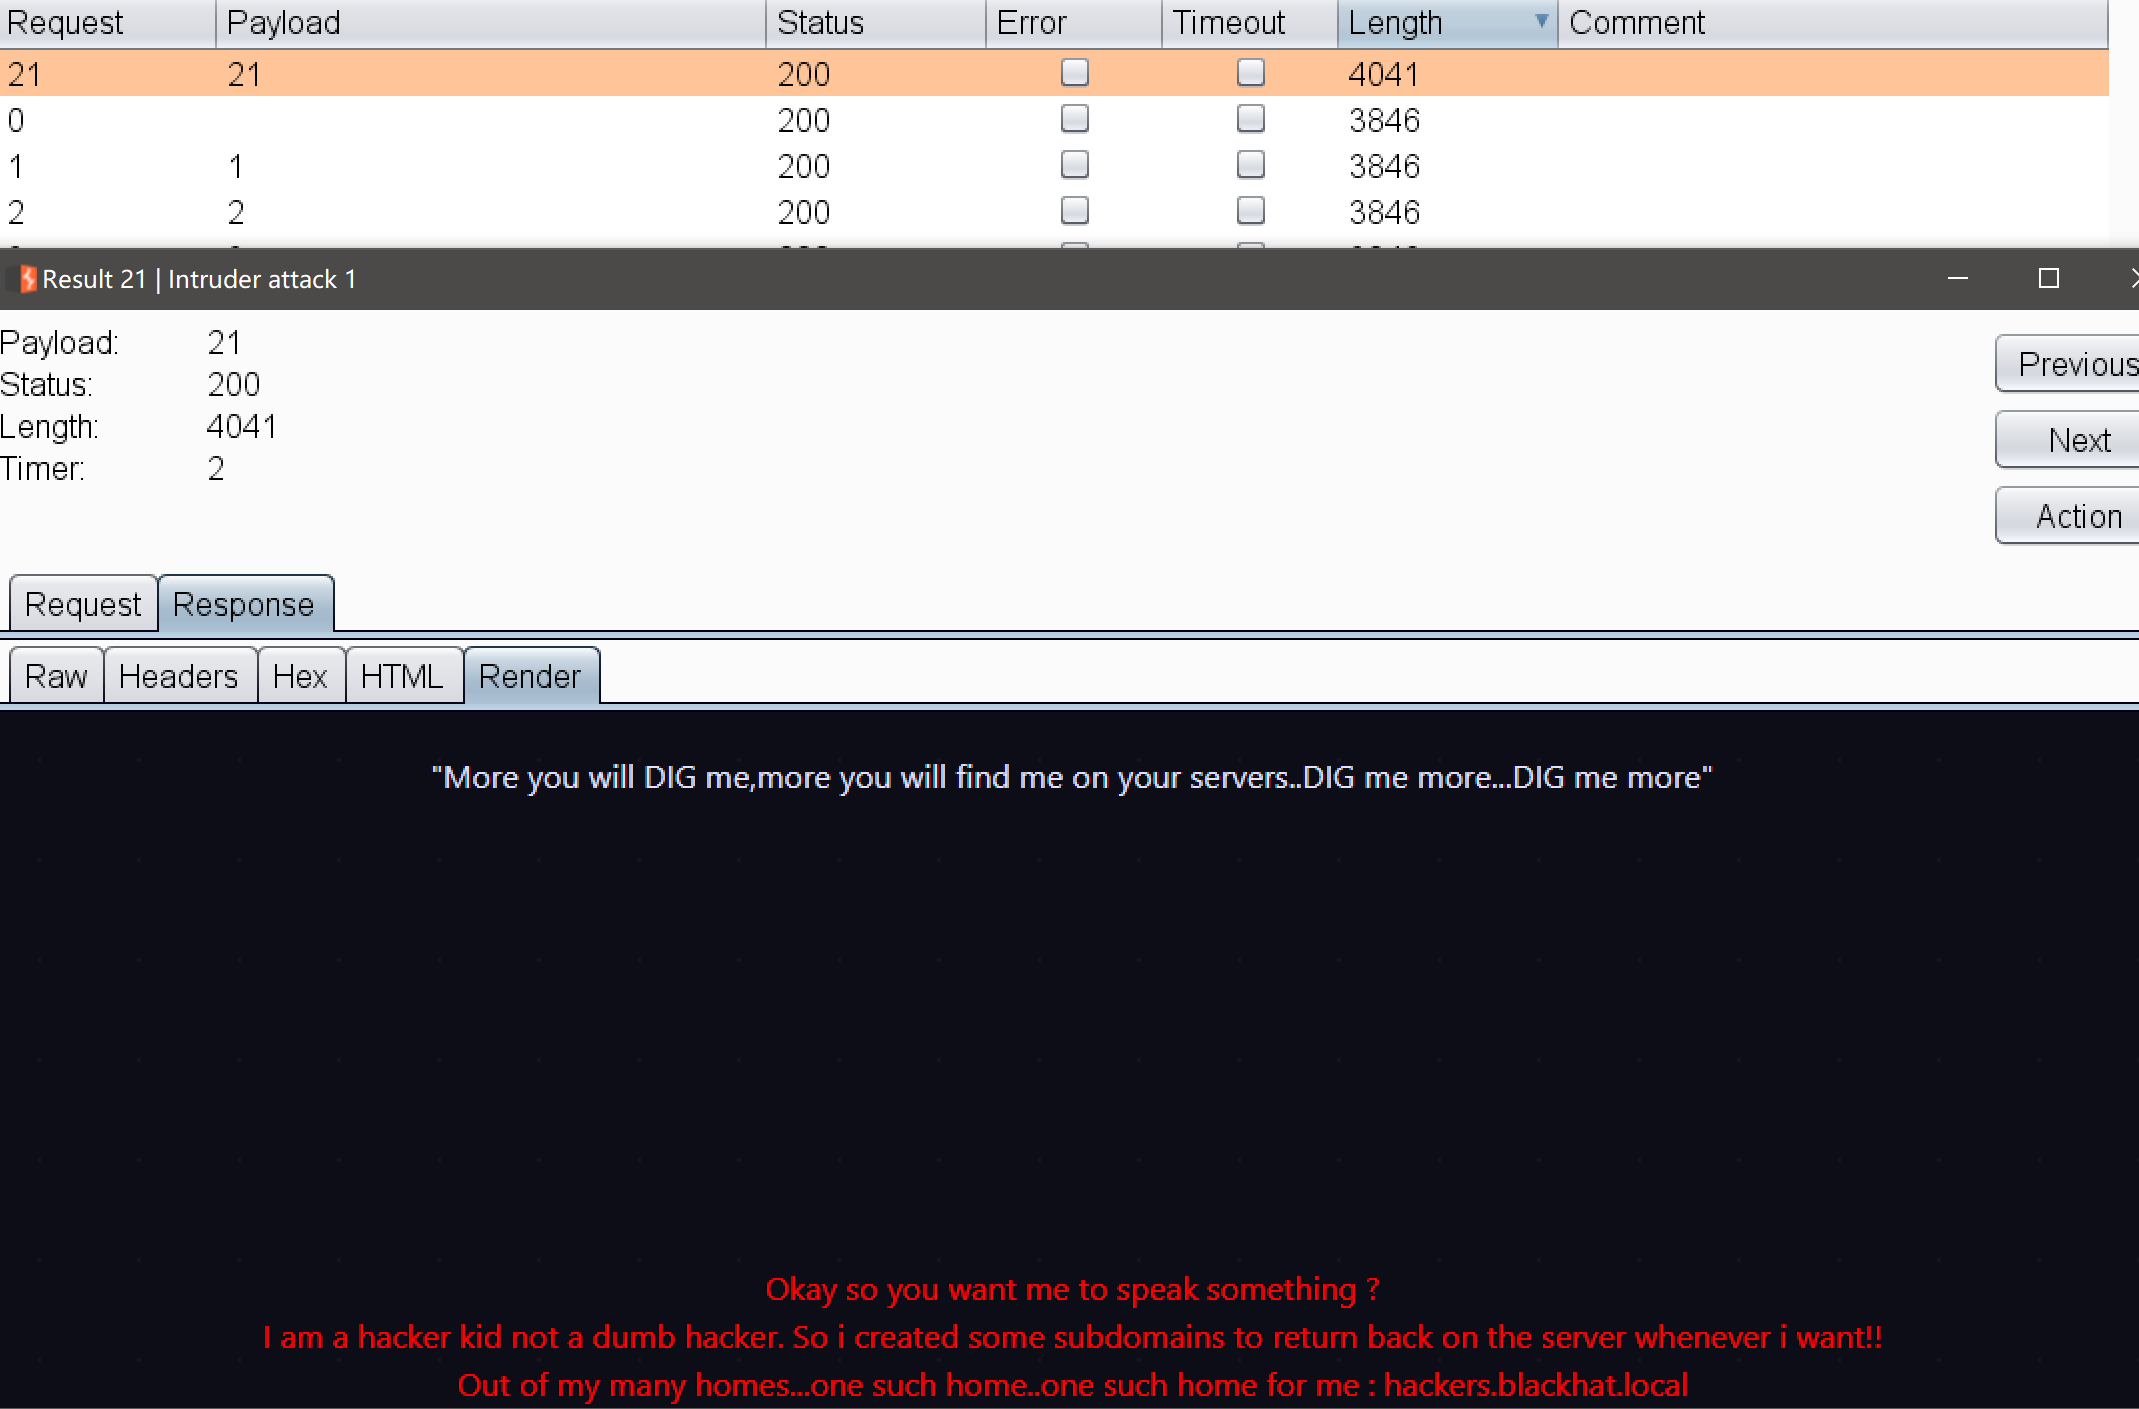 Request Payload Status Error Timeout Length Comment
21 21 200 4041
0 200 3846
1 1 200 3846
2 2 200 3846
Result 21 | Intruder attack 1
Payload: 21
Previous
Status: 200
Length: 4041
Next
Timer: 2
Action
Request Response
Raw Headers Hex HTML Render
"More you will DIG me,more you will find me on your servers..DIG me more...DIG me more"
Okay so you want me to speak something ?
I am a hacker kid not a dumb hacker. So i created some subdomains to return back on the server whenever i want!!
Out of my many homes...one such home..one such home for me : hackers.blackhat.local